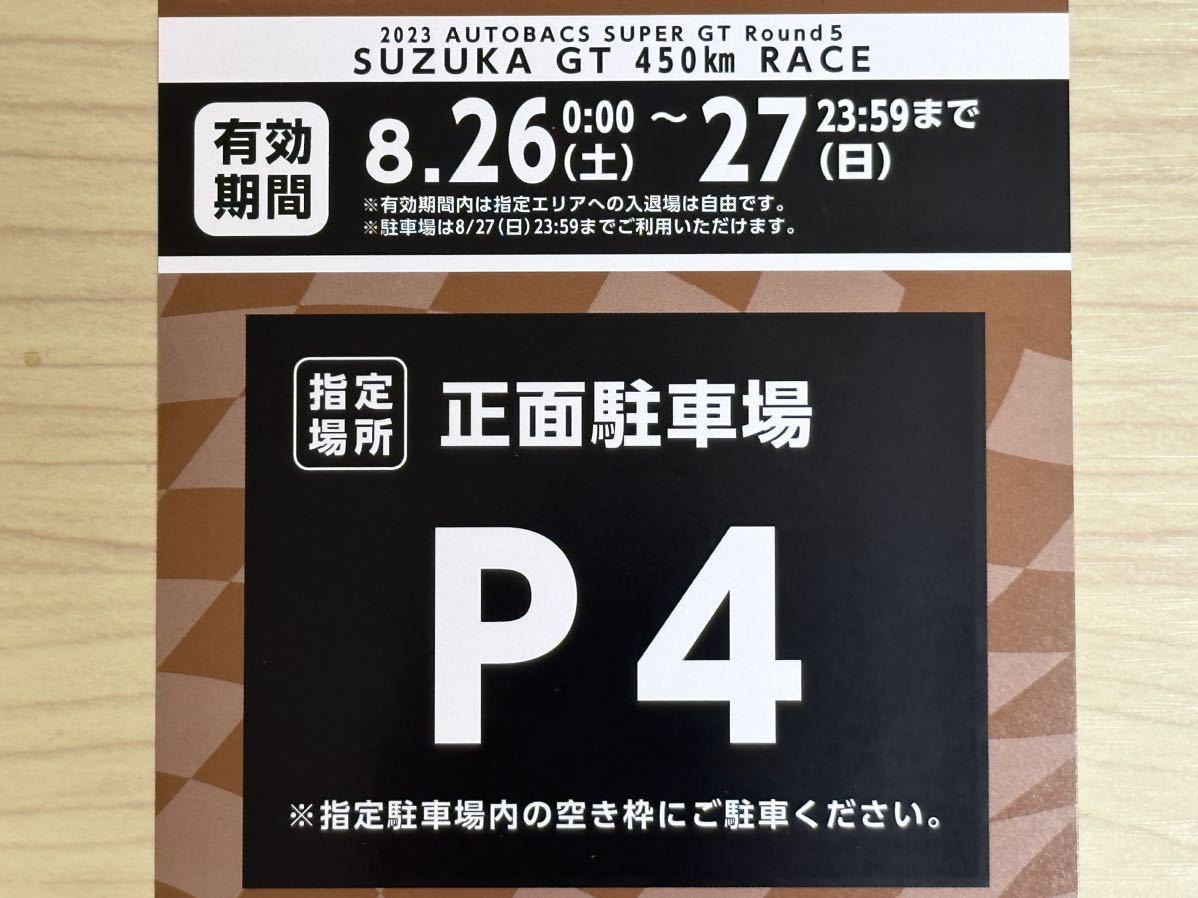 2023 AUTOBACS SUPER GT Round5
SUZUKA GT 450km RACE
有効
期間
8.26 0:00(土) ～ 27 23:59まで(日)
※有効期間内は指定エリアへの入退場は自由です。
※駐車場は8/27(日)23:59までご利用いただけます。
指定
場所
正面駐車場
P4
※指定駐車場内の空き枠にご駐車ください。